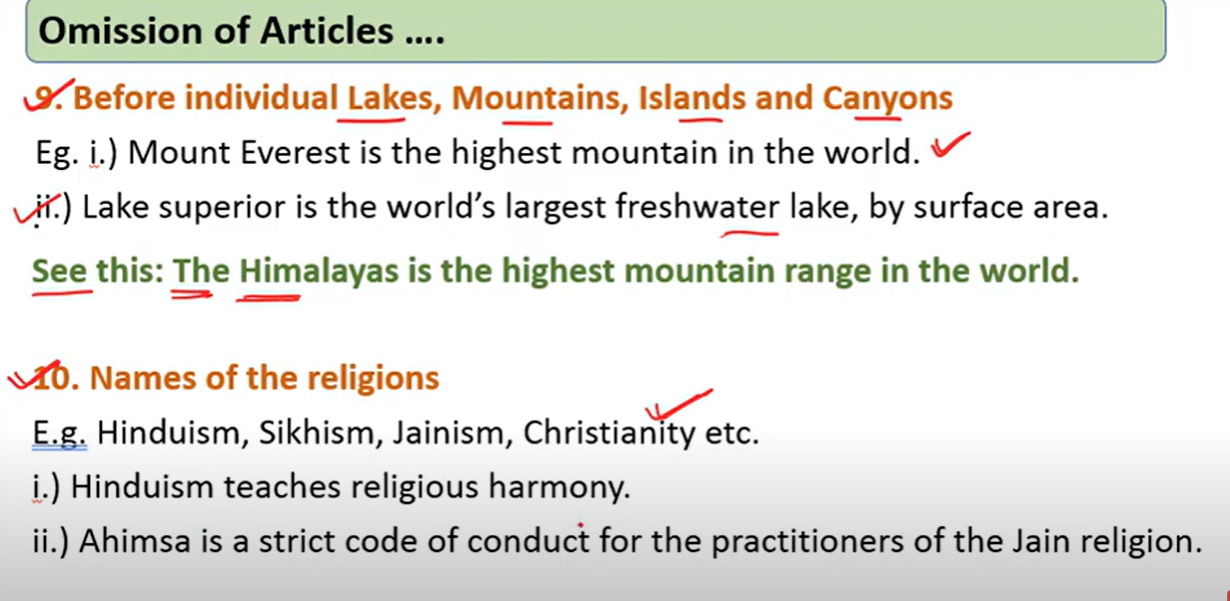 Omission of Articles ....
9. Before individual Lakes, Mountains, Islands and Canyons
Eg. i.) Mount Everest is the highest mountain in the world.
ii.) Lake superior is the world's largest freshwater lake, by surface area.
See this: The Himalayas is the highest mountain range in the world.
10. Names of the religions
E.g. Hinduism, Sikhism, Jainism, Christianity etc.
i.) Hinduism teaches religious harmony.
ii.) Ahimsa is a strict code of conduct for the practitioners of the Jain religion.